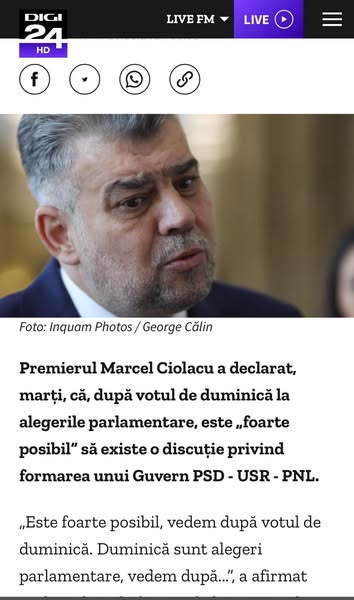 DIGI
24
HD
LIVE FM
LIVE
Foto: Inquam Photos / George Călin
Premierul Marcel Ciolacu a declarat,
marți, că, după votul de duminică la
alegerile parlamentare, este „foarte
posibil” să existe o discuție privind
formarea unui Guvern PSD - USR - PNL.
„Este foarte posibil, vedem după votul de
duminică. Duminică sunt alegeri
parlamentare, vedem după...”, a afirmat